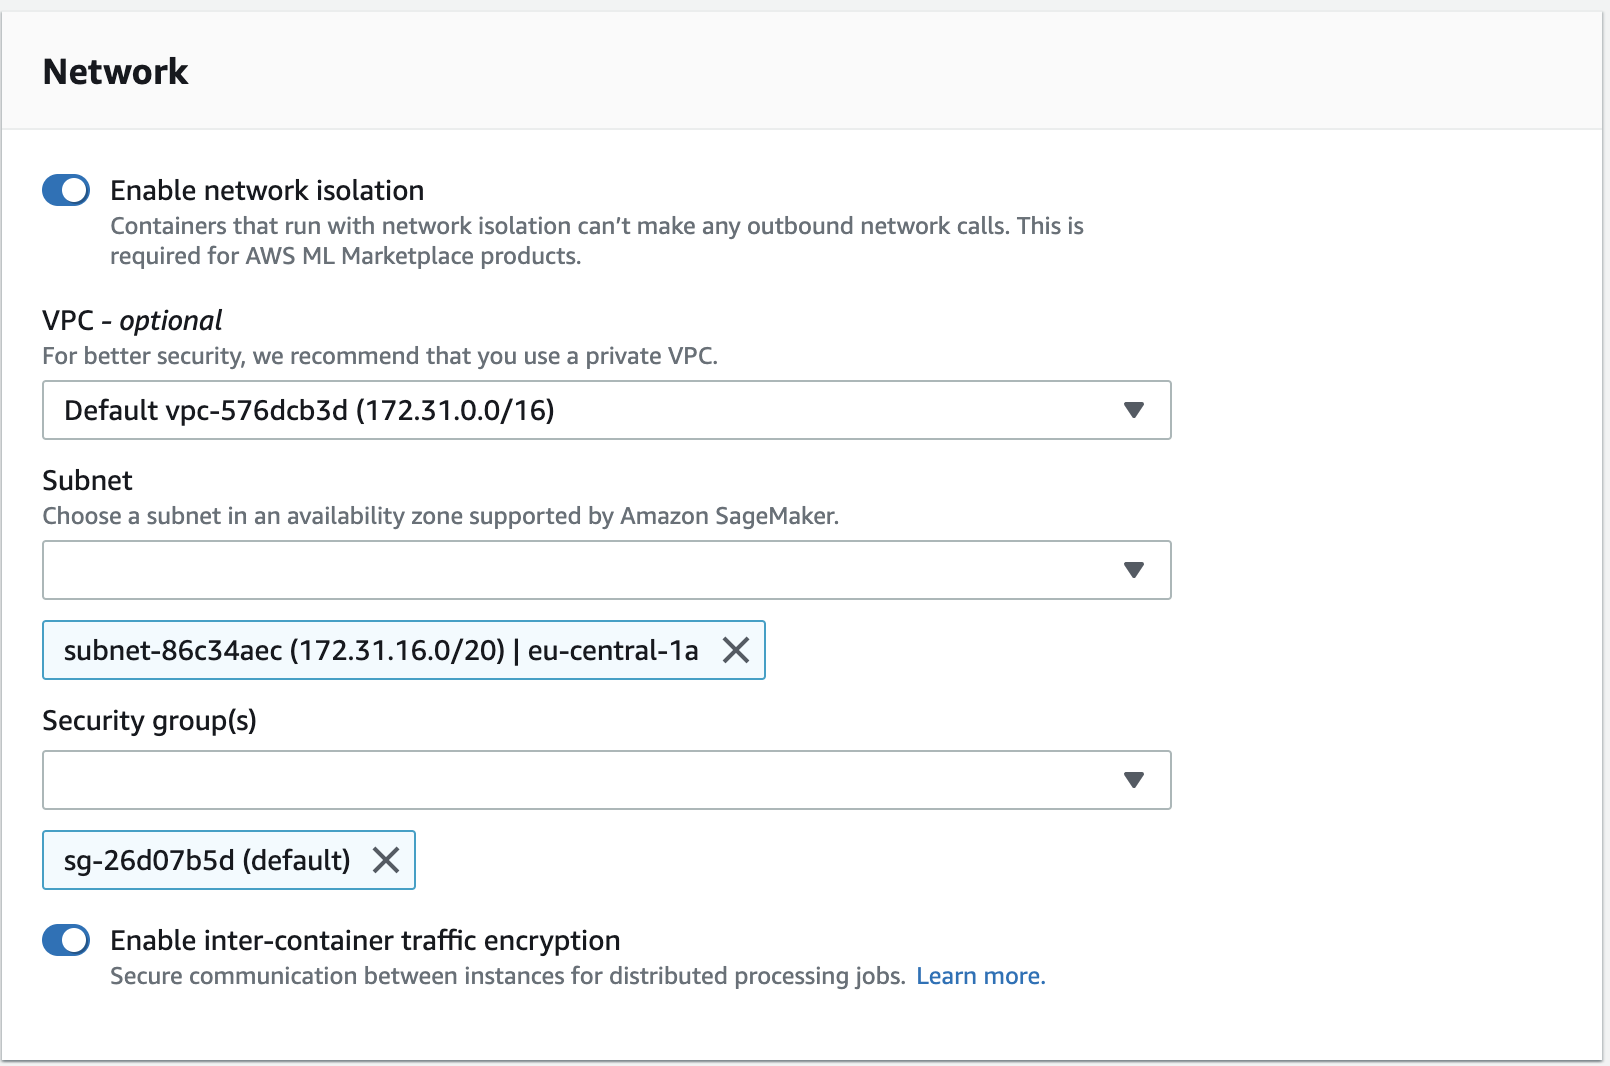 Network
Enable network isolation
Containers that run with network isolation can't make any outbound network calls. This is
required for AWS ML Marketplace products.
VPC - optional
For better security, we recommend that you use a private VPC.
Default vpc-576dcb3d (172.31.0.0/16)
Subnet
Choose a subnet in an availability zone supported by Amazon SageMaker.
subnet-86c34aec (172.31.16.0/20) | eu-central-1a
Security group(s)
sg-26d07b5d (default)
Enable inter-container traffic encryption
Secure communication between instances for distributed processing jobs. Learn more.